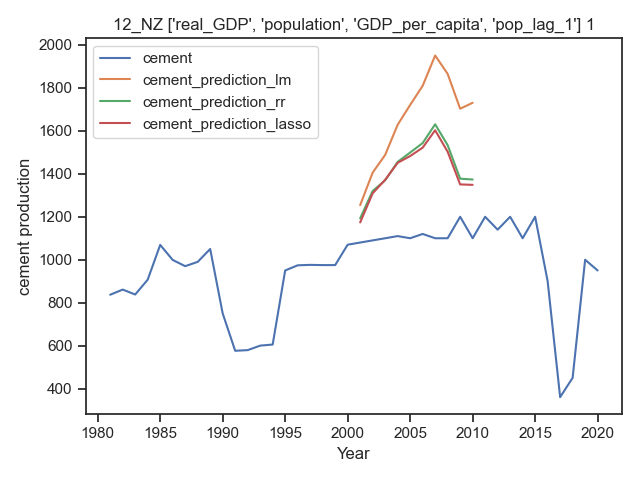 12_NZ ['real_GDP', 'population', 'GDP_per_capita', 'pop_lag_1'] 1
cement
cement_prediction_lm
cement_prediction_rr
cement_prediction_lasso
cement production
2000
1800
1600
1400
1200
1000
800
600
400
1980 1985 1990 1995 2000 2005 2010 2015 2020
Year